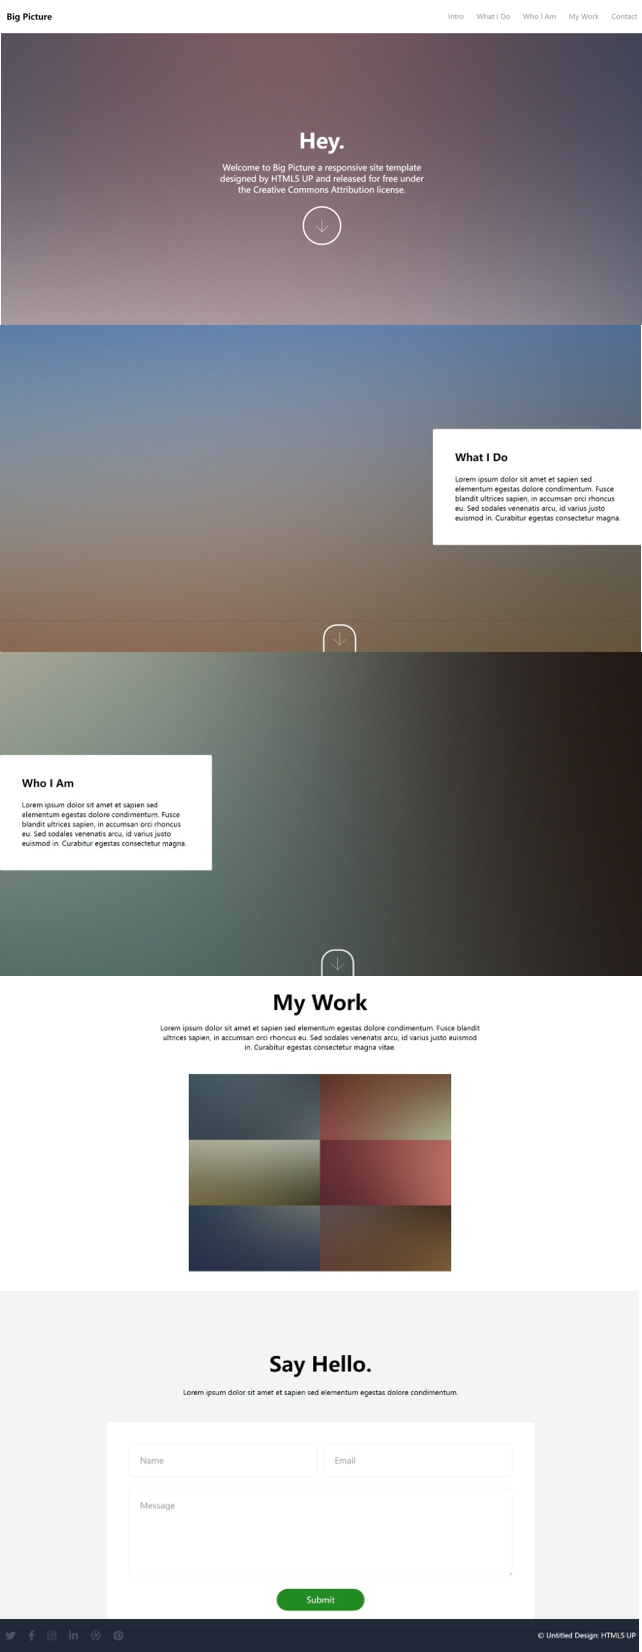 Big Picture
Intro What I Do Who I Am My Work Contact
Hey.
Welcome to Big Picture a responsive site template
designed by HTML5 UP and released for free under
the Creative Commons Attribution license.
What I Do
Lorem ipsum dolor sit amet et sapien sed
elementum egestas dolore condimentum. Fusce
blandit ultrices sapien, in accumsan orci rhoncus
eu. Sed sodales venenatis arcu, id varius justo
euismod in. Curabitur egestas consectetur magna.
Who I Am
Lorem ipsum dolor sit amet et sapien sed
elementum egestas dolore condimentum. Fusce
blandit ultrices sapien, in accumsan orci rhoncus
eu. Sed sodales venenatis arcu, id varius justo
euismod in. Curabitur egestas consectetur magna.
My Work
Lorem ipsum dolor sit amet et sapien sed elementum egestas dolore condimentum. Fusce blandit
ultrices sapien, in accumsan orci rhoncus eu. Sed sodales venenatis arcu, id varius justo euismod
in. Curabitur egestas consectetur magna vitae.
Say Hello.
Lorem ipsum dolor sit amet et sapien sed elementum egestas dolore condimentum.
Name
Email
Message
Submit
© Untitled Design: HTML5 UP